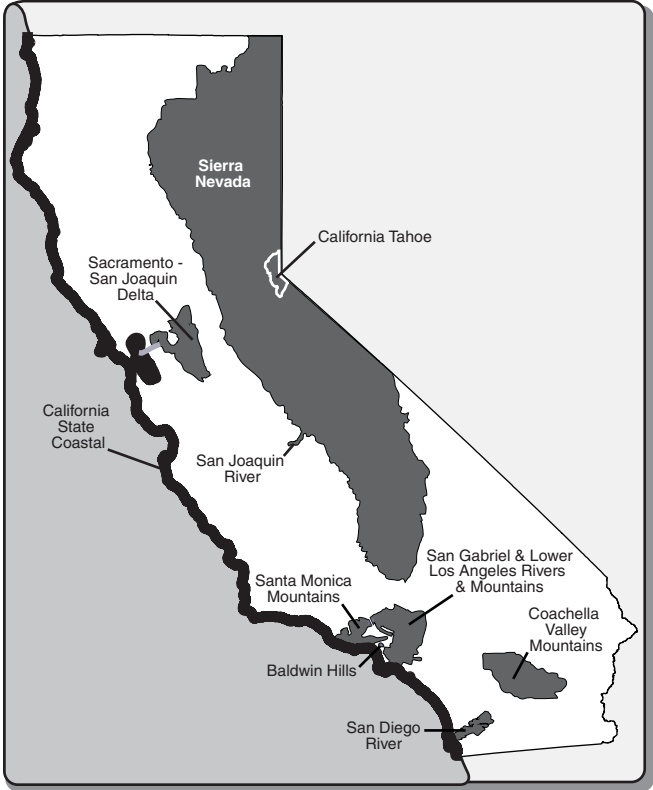 Sierra
Nevada
California Tahoe
Sacramento -
San Joaquin
Delta
California
State
Coastal
San Joaquin
River
San Gabriel & Lower
Los Angeles Rivers
& Mountains
Santa Monica
Mountains
Coachella
Valley
Mountains
Baldwin Hills
San Diego
River